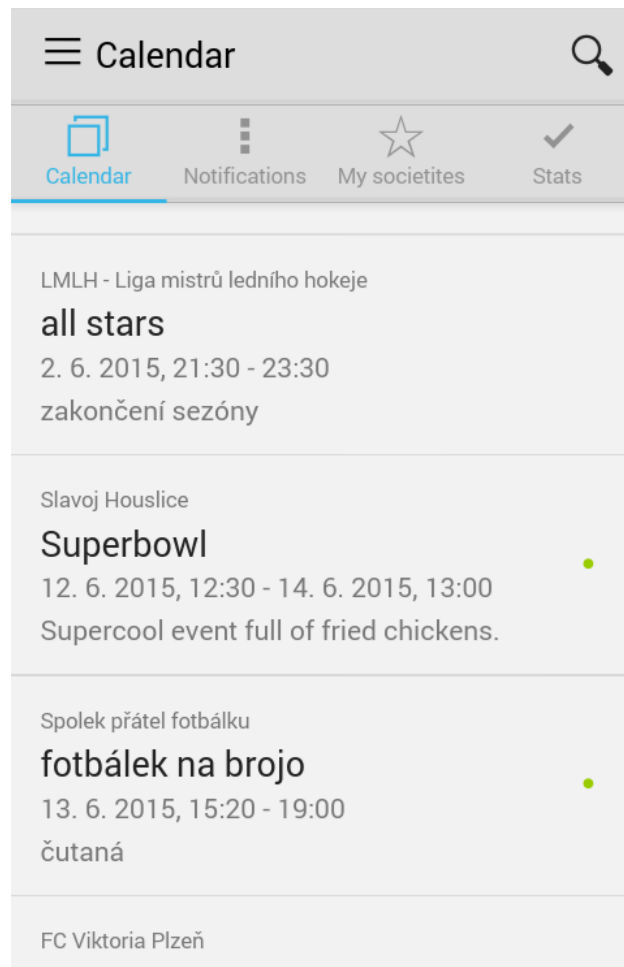 Calendar
Calendar Notifications My societites Stats
LMLH - Liga mistrů ledního hokeje
all stars
2. 6. 2015, 21:30 - 23:30
zakončení sezóny
Slavoj Houslice
Superbowl
12. 6. 2015, 12:30 - 14. 6. 2015, 13:00
Supercool event full of fried chickens.
Spolek přátel fotbálku
fotbálek na brojo
13. 6. 2015, 15:20 - 19:00
čutaná
FC Viktoria Plzeň